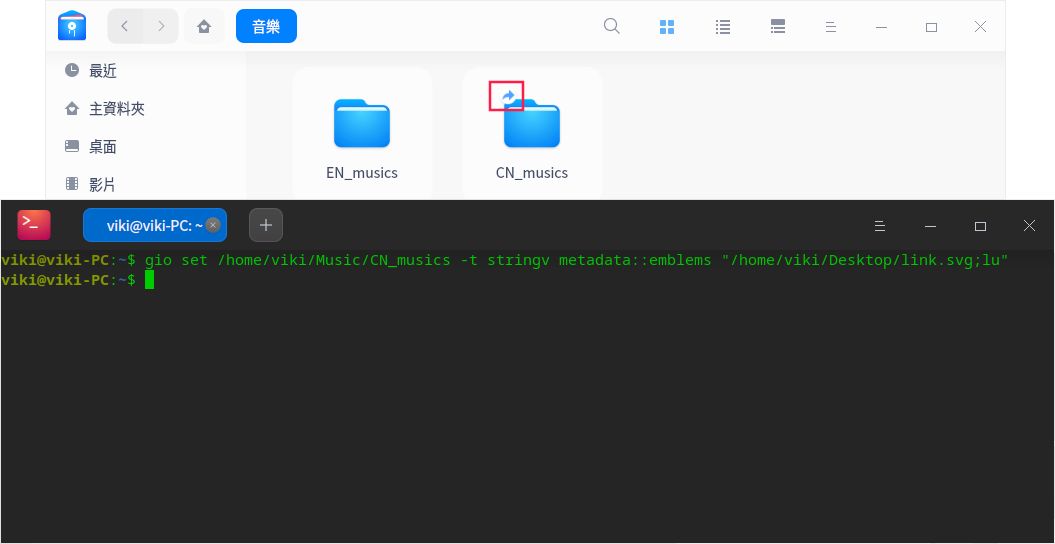 音樂
最近
主資料夾
桌面
影片
EN_musics
CN_musics
>_
viki@viki-PC: ~
viki@viki-PC:~$ gio set /home/viki/Music/CN_musics -t stringv metadata::emblems "/home/viki/Desktop/link.svg;lu"
viki@viki-PC:~$